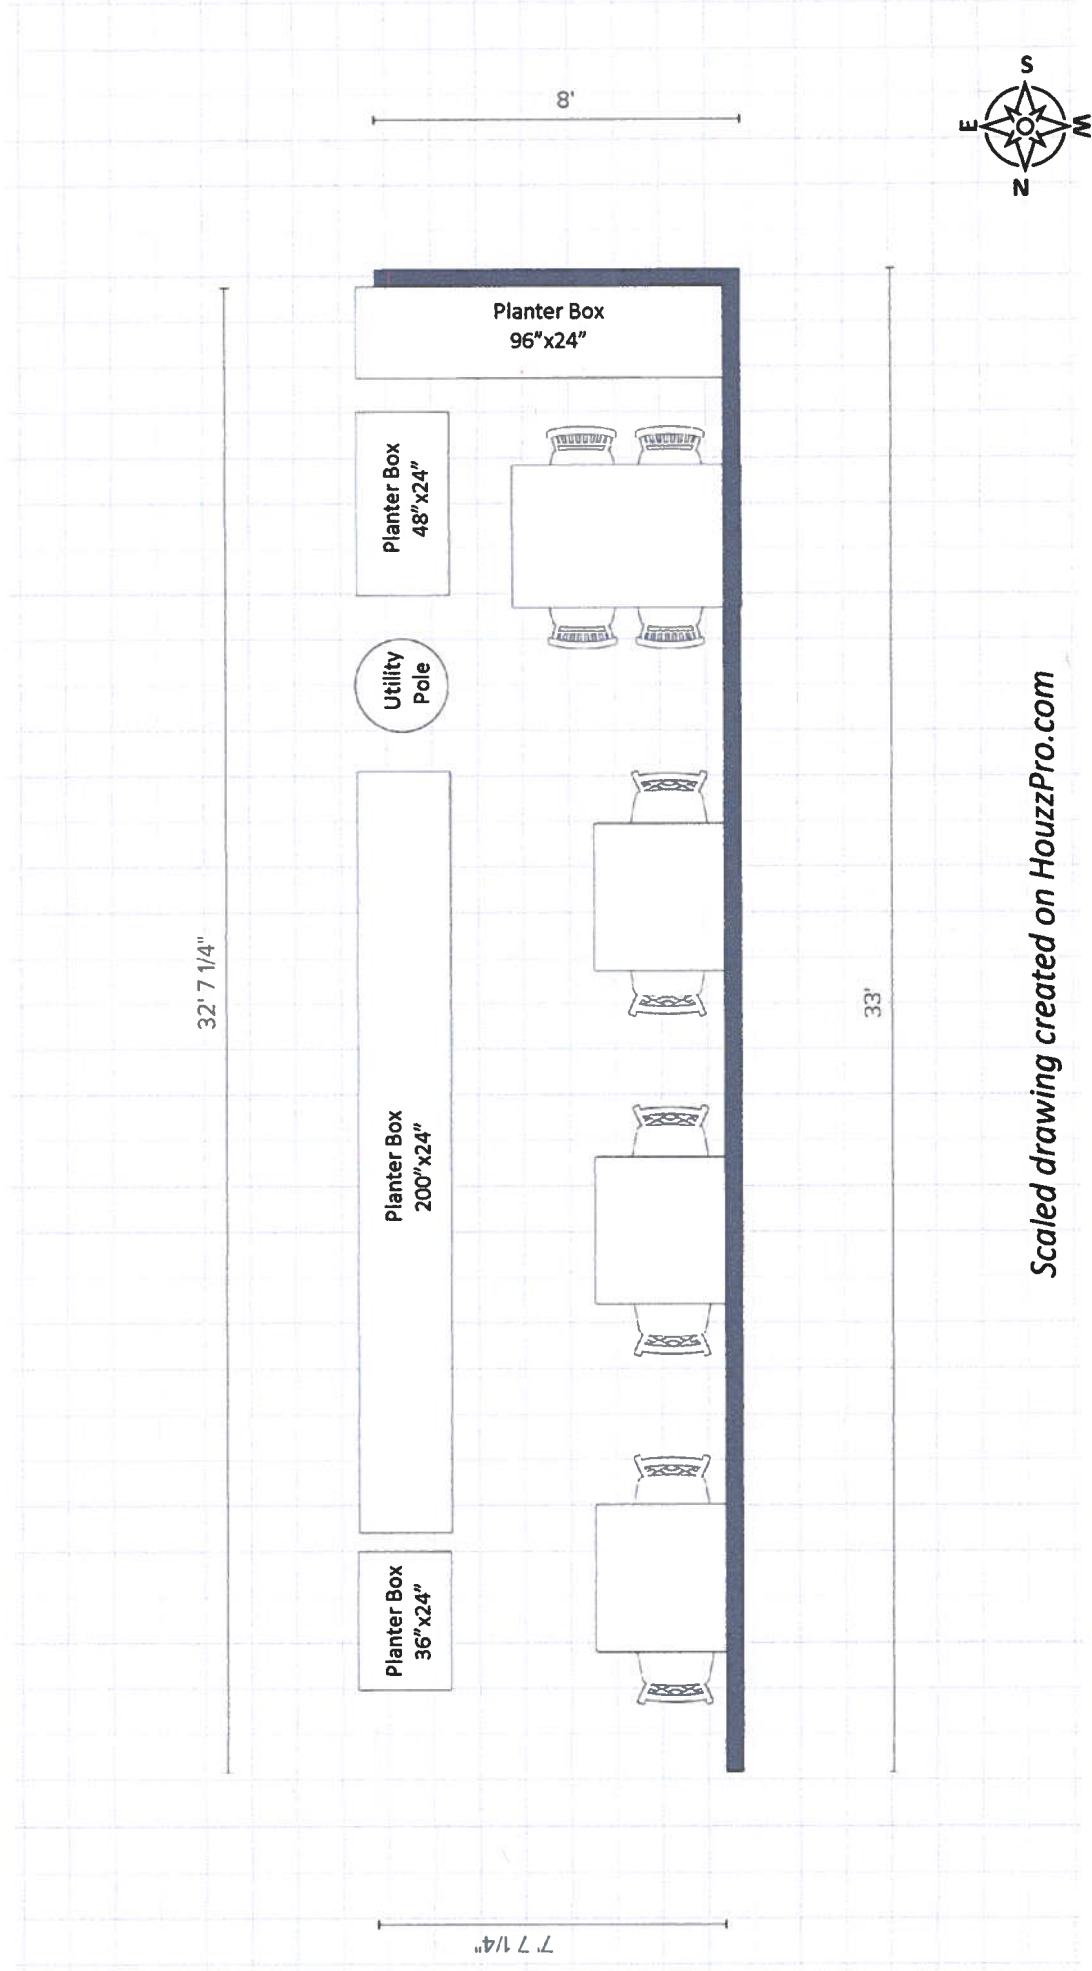 8'
S
E
W
N
Planter Box
96"x24"
Planter Box
48"x24"
Utility
Pole
32' 7 1/4"
33'
Planter Box
200"x24"
Planter Box
36"x24"
7' 7 1/4"
Scaled drawing created on HouzzPro.com